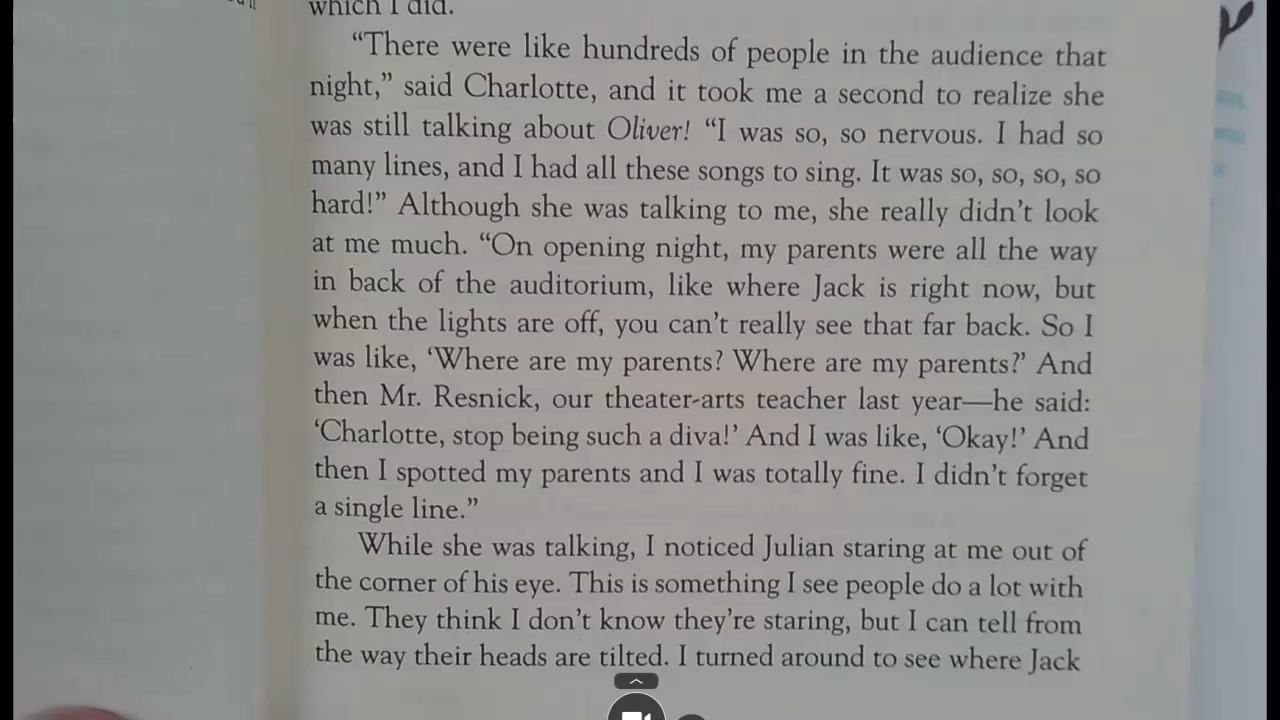 which I did.
“There were like hundreds of people in the audience that
night,” said Charlotte, and it took me a second to realize she
was still talking about Oliver! “I was so, so nervous. I had so
many lines, and I had all these songs to sing. It was so, so, so, so
hard!” Although she was talking to me, she really didn’t look
at me much. “On opening night, my parents were all the way
in back of the auditorium, like where Jack is right now, but
when the lights are off, you can’t really see that far back. So I
was like, ‘Where are my parents? Where are my parents?’ And
then Mr. Resnick, our theater-arts teacher last year—he said:
‘Charlotte, stop being such a diva!’ And I was like, ‘Okay!’ And
then I spotted my parents and I was totally fine. I didn’t forget
a single line.”
While she was talking, I noticed Julian staring at me out of
the corner of his eye. This is something I see people do a lot with
me. They think I don’t know they’re staring, but I can tell from
the way their heads are tilted. I turned around to see where Jack